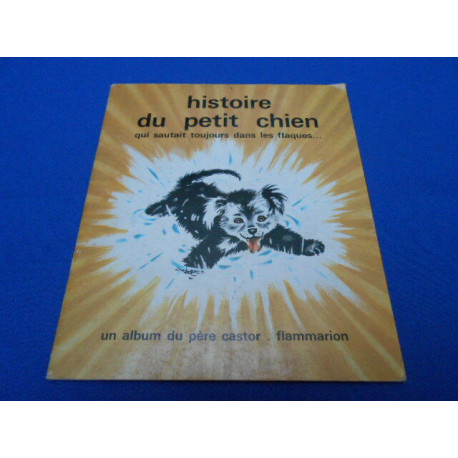 histoire
du petit chien
qui sautait toujours dans les flaques...
un album du père castor . flammarion